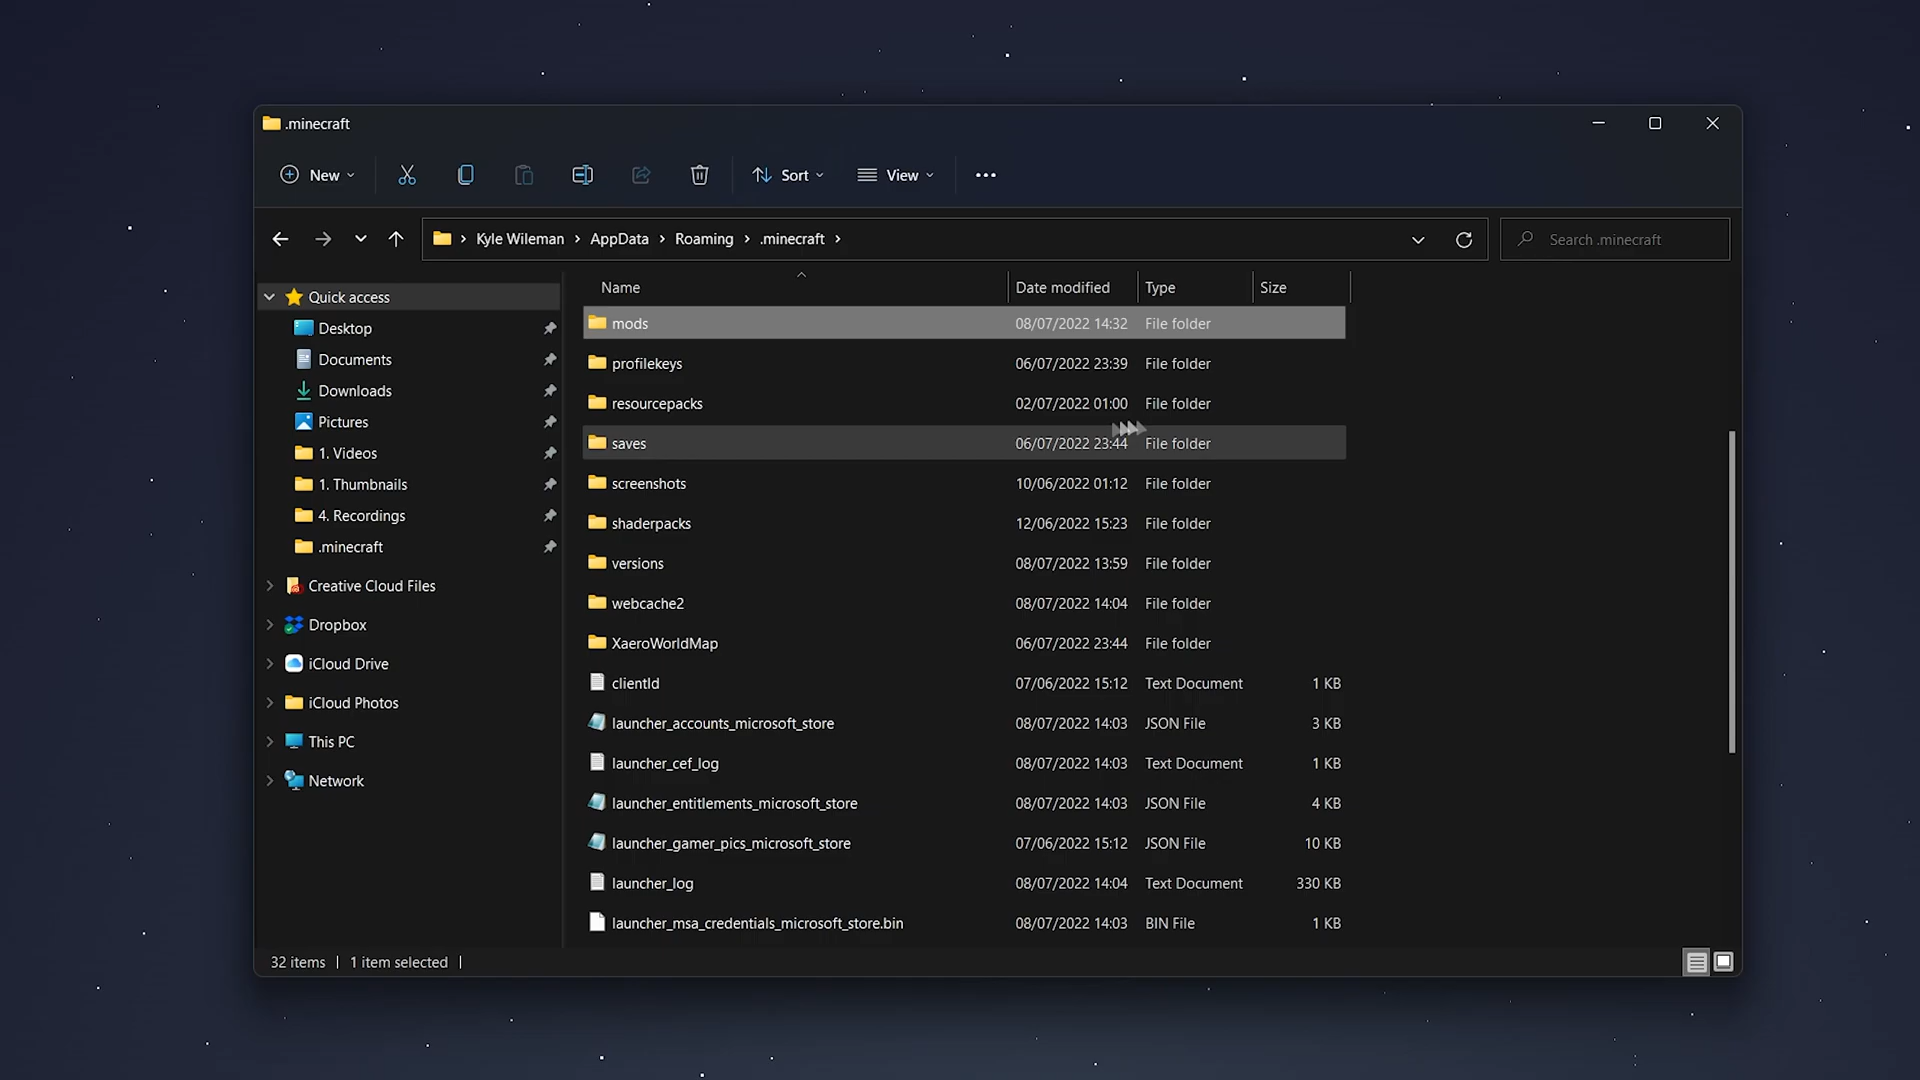 .minecraft
New
Sort
View
Kyle Wileman
AppData
Roaming
.minecraft
Search .minecraft
Quick access
Desktop
Documents
Downloads
Pictures
1. Videos
1. Thumbnails
4. Recordings
.minecraft
Creative Cloud Files
Dropbox
iCloud Drive
iCloud Photos
This PC
Network
Name Date modified Type Size
mods 08/07/2022 14:32 File folder
profilekeys 06/07/2022 23:39 File folder
resourcepacks 02/07/2022 01:00 File folder
saves 06/07/2022 23:44 File folder
screenshots 10/06/2022 01:12 File folder
shaderpacks 12/06/2022 15:23 File folder
versions 08/07/2022 13:59 File folder
webcache2 08/07/2022 14:04 File folder
XaeroWorldMap 06/07/2022 23:44 File folder
clientId 07/06/2022 15:12 Text Document 1 KB
launcher_accounts_microsoft_store 08/07/2022 14:03 JSON File 3 KB
launcher_cef_log 08/07/2022 14:03 Text Document 1 KB
launcher_entitlements_microsoft_store 08/07/2022 14:03 JSON File 4 KB
launcher_gamer_pics_microsoft_store 07/06/2022 15:12 JSON File 10 KB
launcher_log 08/07/2022 14:04 Text Document 330 KB
launcher_msa_credentials_microsoft_store.bin 08/07/2022 14:03 BIN File 1 KB
32 items | 1 item selected |